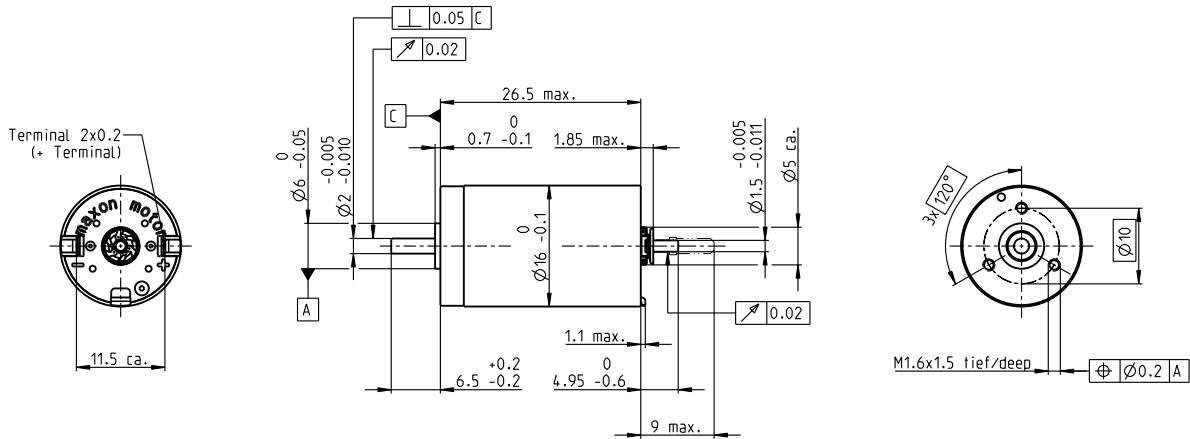 Terminal 2x0.2
(+ Terminal)
maxon motor
- +
11.5 ca.
⊥ 0.05 C
↗ 0.02
C
26.5 max.
0
0.7 -0.1
1.85 max.
0
Ø6 -0.05
-0.005
Ø2 -0.010
0
Ø16 -0.1
-0.005
Ø1.5 -0.011
Ø5 ca.
A
↗ 0.02
1.1 max.
+0.2
6.5 -0.2
0
4.95 -0.6
9 max.
3x 120°
Ø10
M1.6x1.5 tief/deep
⌖ Ø0.2 A